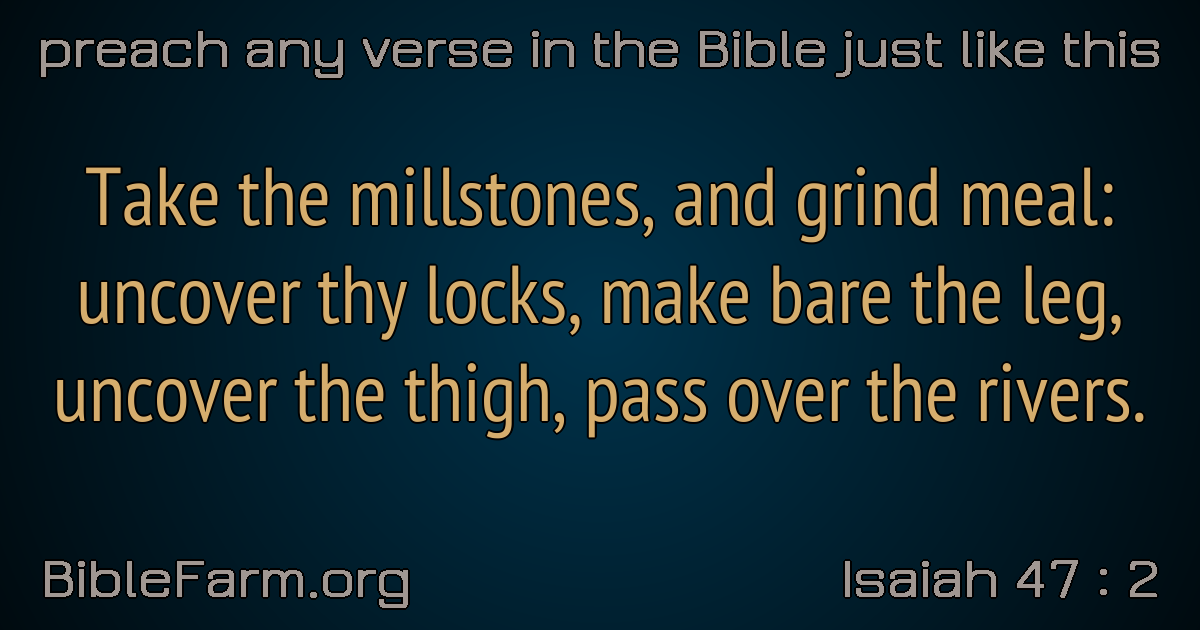 preach any verse in the Bible just like this
Take the millstones, and grind meal:
uncover thy locks, make bare the leg,
uncover the thigh, pass over the rivers.
BibleFarm.org
Isaiah 47 : 2